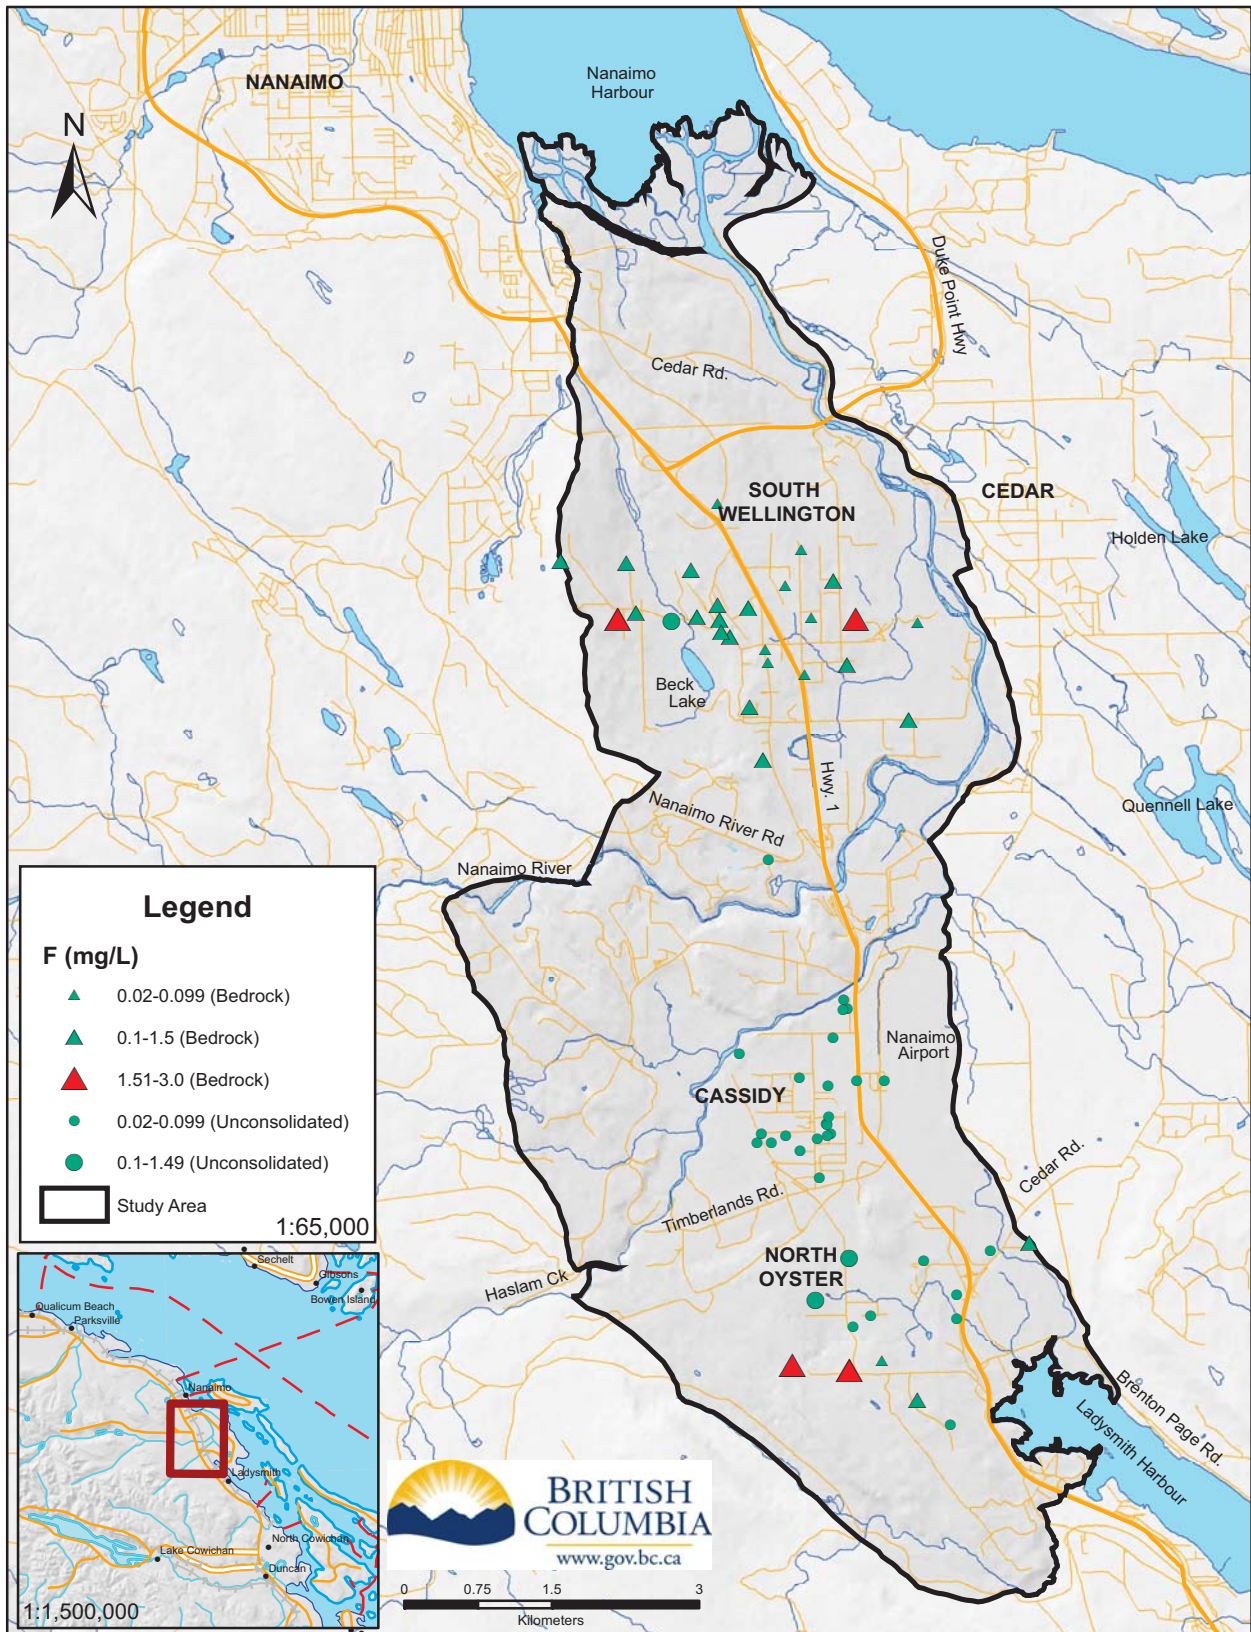 NANAIMO
Nanaimo
Harbour
N
Duke Point Hwy
Cedar Rd.
SOUTH
WELLINGTON
CEDAR
Holden Lake
Beck
Lake
Hwy. 1
Quennell Lake
Nanaimo River Rd
Nanaimo River
Legend
F (mg/L)
0.02-0.099 (Bedrock)
0.1-1.5 (Bedrock)
1.51-3.0 (Bedrock)
0.02-0.099 (Unconsolidated)
0.1-1.49 (Unconsolidated)
Study Area
1:65,000
Nanaimo
Airport
CASSIDY
Cedar Rd.
Timberlands Rd.
NORTH
OYSTER
Haslam Ck
Brenton Page Rd.
Ladysmith Harbour
Sechelt
Gibsons
Bowen Island
Qualicum Beach
Parksville
Nanaimo
Ladysmith
North Cowichan
Lake Cowichan
Duncan
1:1,500,000
BRITISH
COLUMBIA
www.gov.bc.ca
0 0.75 1.5 3
Kilometers